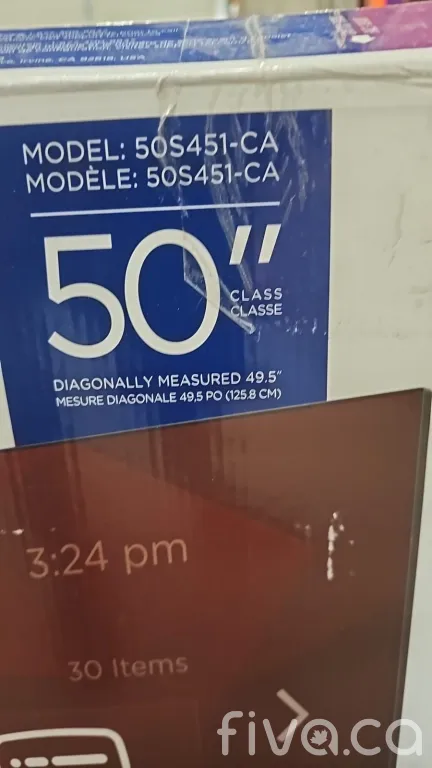 MODEL: 50S451-CA
MODÈLE: 50S451-CA
50"
CLASS
CLASSE
DIAGONALLY MEASURED 49.5"
MESURE DIAGONALE 49,5 PO (125.8 CM)
3:24 pm
30 Items
fiva.ca